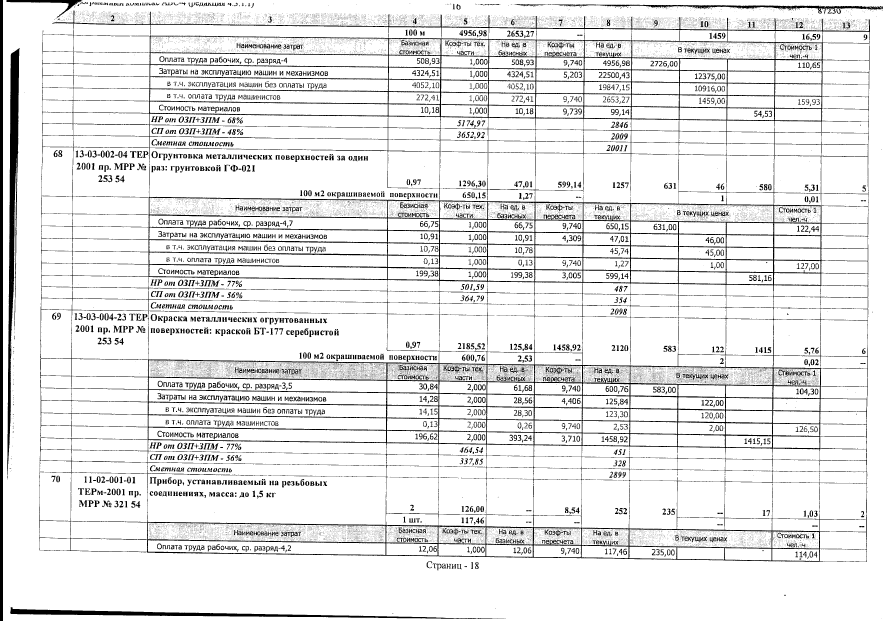 16
87230
2 3 4 5 6 7 8 9 10 11 12 13
100 м 4956,98 2653,27 -- 1459 16,59 9
Наименование затрат Базисная стоимость Коэф-ты тех. части На ед. в базисных Коэф-ты пересчета На ед. в текущих В текущих ценах Стоимость 1 чел.-ч
Оплата труда рабочих, ср. разряд-4 508,93 1,000 508,93 9,740 4956,98 2726,00 110,65
Затраты на эксплуатацию машин и механизмов 4324,51 1,000 4324,51 5,203 22500,43 12375,00
в т.ч. эксплуатация машин без оплаты труда 4052,10 1,000 4052,10 19847,15 10916,00
в т.ч. оплата труда машинистов 272,41 1,000 272,41 9,740 2653,27 1459,00 159,93
Стоимость материалов 10,18 1,000 10,18 9,739 99,14 54,53
НР от ОЗП+ЗПМ - 68% 5174,97 2846
СП от ОЗП+ЗПМ - 48% 3652,92 2009
Сметная стоимость 20011
68 13-03-002-04 ТЕР Огрунтовка металлических поверхностей за один
2001 пр. МРР № раз: грунтовкой ГФ-021
253 54 0,97 1296,30 47,01 599,14 1257 631 46 580 5,31 5
100 м2 окрашиваемой поверхности 650,15 1,27 -- 1 0,01 --
Наименование затрат Базисная стоимость Коэф-ты тех. части На ед. в базисных Коэф-ты пересчета На ед. в текущих В текущих ценах Стоимость 1 чел.-ч
Оплата труда рабочих, ср. разряд-4,7 66,75 1,000 66,75 9,740 650,15 631,00 122,44
Затраты на эксплуатацию машин и механизмов 10,91 1,000 10,91 4,309 47,01 46,00
в т.ч. эксплуатация машин без оплаты труда 10,78 1,000 10,78 45,74 45,00
в т.ч. оплата труда машинистов 0,13 1,000 0,13 9,740 1,27 1,00 127,00
Стоимость материалов 199,38 1,000 199,38 3,005 599,14 581,16
НР от ОЗП+ЗПМ - 77% 501,59 487
СП от ОЗП+ЗПМ - 56% 364,79 354
Сметная стоимость 2098
69 13-03-004-23 ТЕР Окраска металлических огрунтованных
2001 пр. МРР № поверхностей: краской БТ-177 серебристой
253 54 0,97 2185,52 125,84 1458,92 2120 583 122 1415 5,76 6
100 м2 окрашиваемой поверхности 600,76 2,53 -- 2 0,02 --
Наименование затрат Базисная стоимость Коэф-ты тех. части На ед. в базисных Коэф-ты пересчета На ед. в текущих В текущих ценах Стоимость 1 чел.-ч
Оплата труда рабочих, ср. разряд-3,5 30,84 2,000 61,68 9,740 600,76 583,00 104,30
Затраты на эксплуатацию машин и механизмов 14,28 2,000 28,56 4,406 125,84 122,00
в т.ч. эксплуатация машин без оплаты труда 14,15 2,000 28,30 123,30 120,00
в т.ч. оплата труда машинистов 0,13 2,000 0,26 9,740 2,53 2,00 126,50
Стоимость материалов 196,62 2,000 393,24 3,710 1458,92 1415,15
НР от ОЗП+ЗПМ - 77% 464,54 451
СП от ОЗП+ЗПМ - 56% 337,85 328
Сметная стоимость 2899
70 11-02-001-01 Прибор, устанавливаемый на резьбовых
ТЕРм-2001 пр. соединениях, масса: до 1,5 кг
МРР № 321 54 2 126,00 -- 8,54 252 235 -- 17 1,03 2
1 шт. 117,46 -- -- -- -- --
Наименование затрат Базисная стоимость Коэф-ты тех. части На ед. в базисных Коэф-ты пересчета На ед. в текущих В текущих ценах Стоимость 1 чел.-ч
Оплата труда рабочих, ср. разряд-4,2 12,06 1,000 12,06 9,740 117,46 235,00 114,04
Страниц - 18